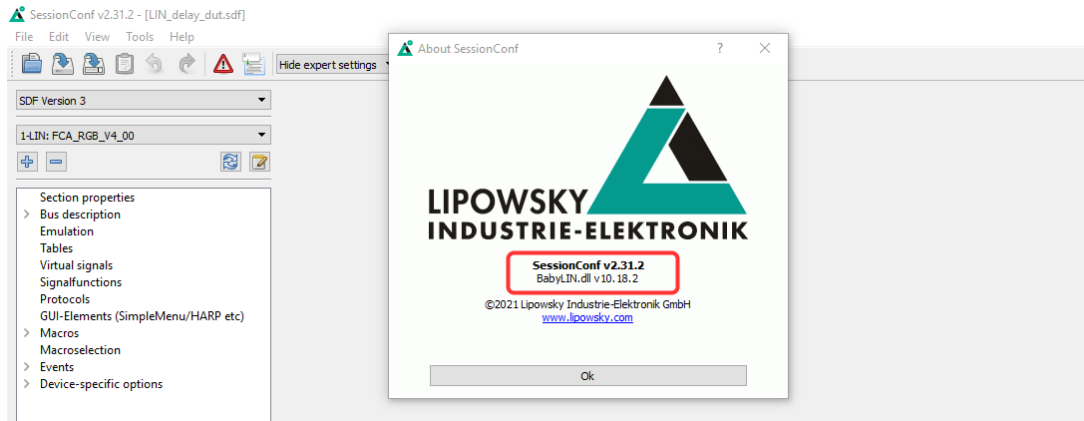 SessionConf v2.31.2 - [LIN_delay_dut.sdf]
File Edit View Tools Help
Hide expert settings
SDF Version 3
1-LIN: FCA_RGB_V4_00
Section properties
Bus description
Emulation
Tables
Virtual signals
Signalfunctions
Protocols
GUI-Elements (SimpleMenu/HARP etc)
Macros
Macroselection
Events
Device-specific options
About SessionConf
LIPOWSKY
INDUSTRIE-ELEKTRONIK
SessionConf v2.31.2
BabyLIN.dll v10.18.2
©2021 Lipowsky Industrie-Elektronik GmbH
www.lipowsky.com
Ok